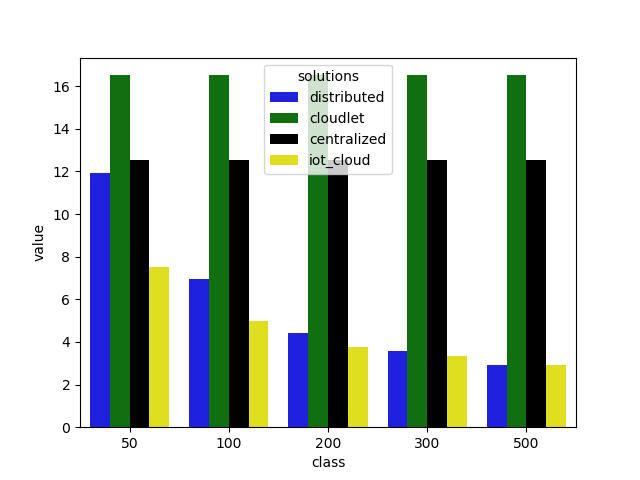 solutions
distributed
cloudlet
centralized
iot_cloud
value
16
14
12
10
8
6
4
2
0
50 100 200 300 500
class